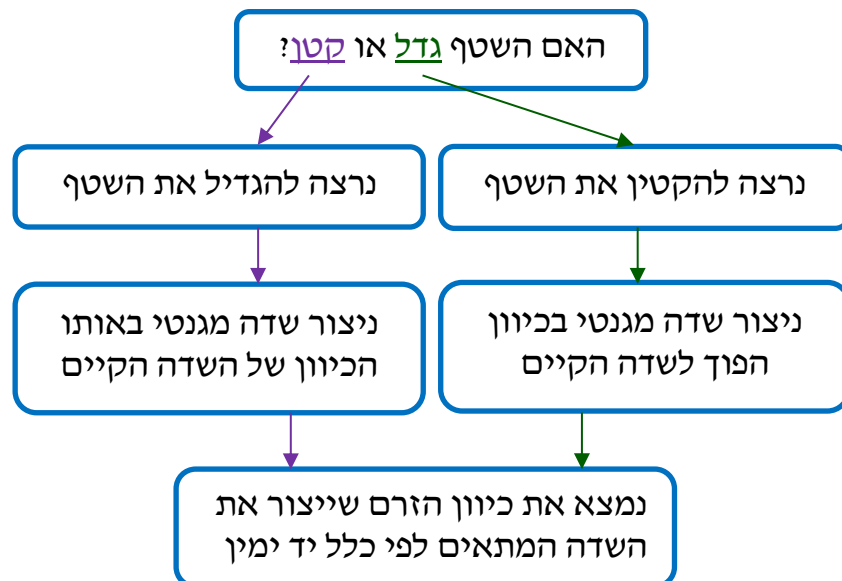 האם השטף גדל או קטן?
נרצה להקטין את השטף
נרצה להגדיל את השטף
ניצור שדה מגנטי בכיוון
הפוך לשדה הקיים
ניצור שדה מגנטי באותו
הכיוון של השדה הקיים
נמצא את כיוון הזרם שייצור את
השדה המתאים לפי כלל יד ימין